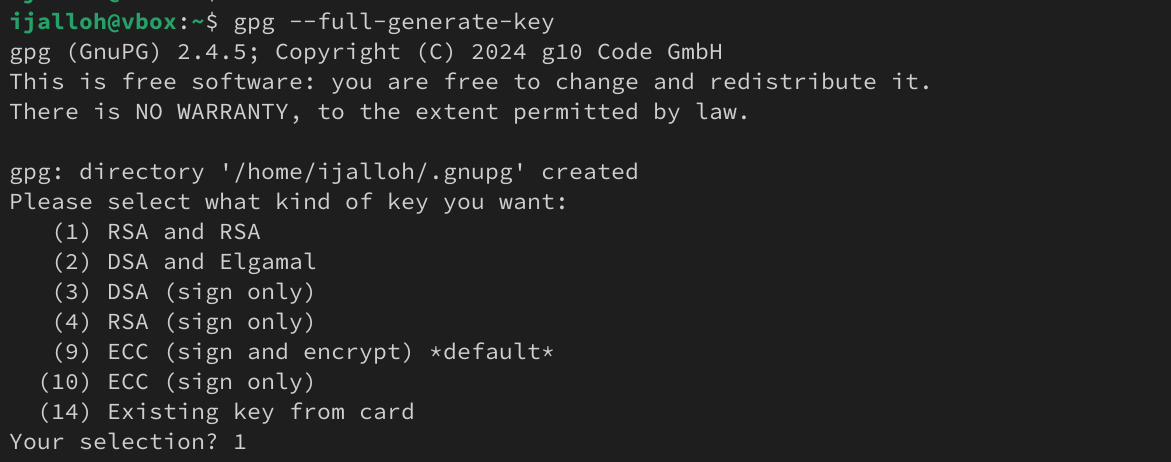 ijalloh@vbox:~$ gpg --full-generate-key
gpg (GnuPG) 2.4.5; Copyright (C) 2024 g10 Code GmbH
This is free software: you are free to change and redistribute it.
There is NO WARRANTY, to the extent permitted by law.

gpg: directory '/home/ijalloh/.gnupg' created
Please select what kind of key you want:
   (1) RSA and RSA
   (2) DSA and Elgamal
   (3) DSA (sign only)
   (4) RSA (sign only)
   (9) ECC (sign and encrypt) *default*
  (10) ECC (sign only)
  (14) Existing key from card
Your selection? 1